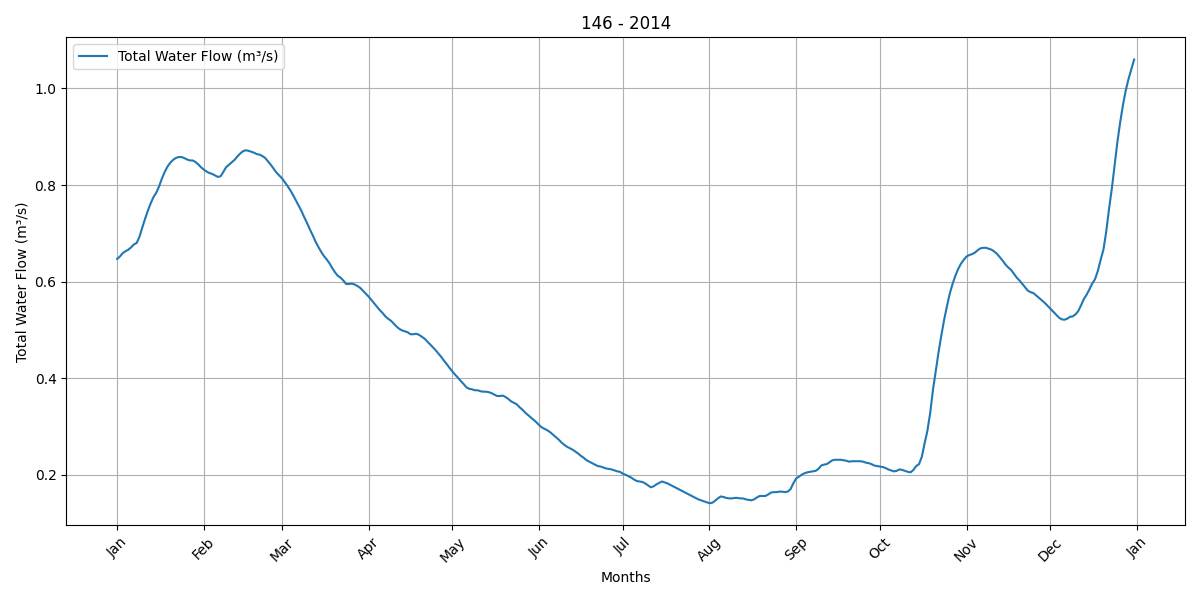 146 - 2014
Total Water Flow (m³/s)
Total Water Flow (m³/s)
1.0
0.8
0.6
0.4
0.2
Jan Feb Mar Apr May Jun Jul Aug Sep Oct Nov Dec Jan
Months